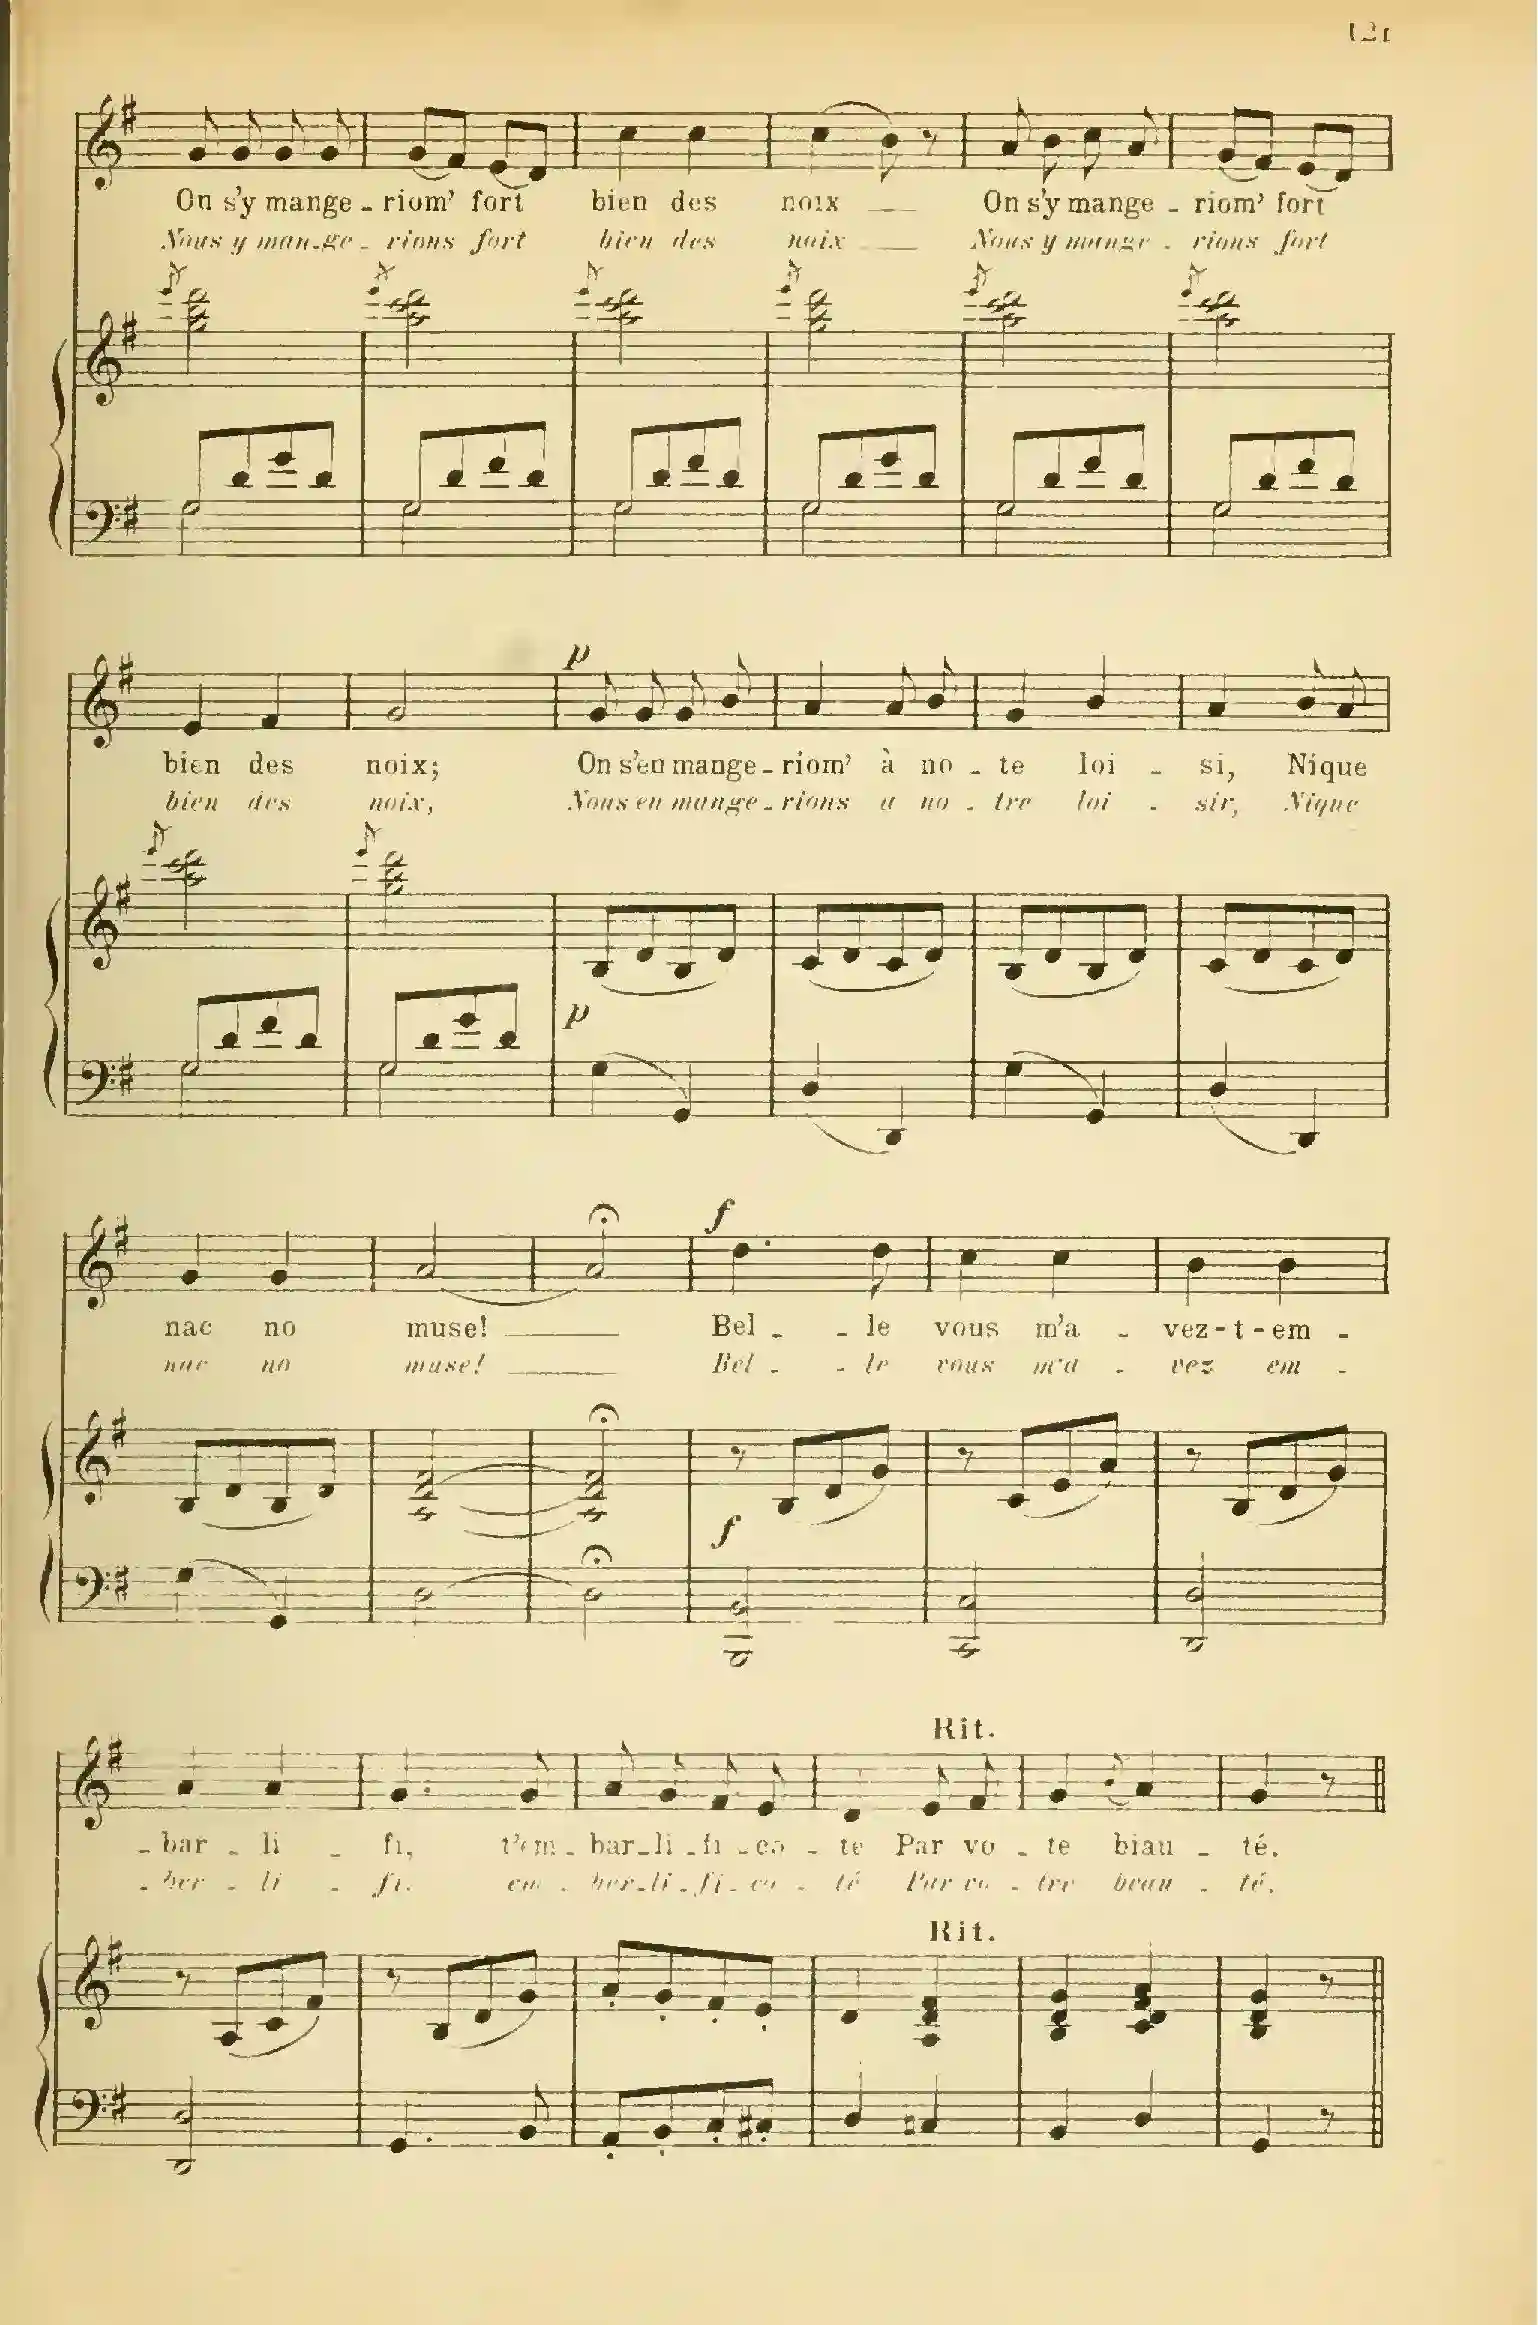 121
On s'y mange - riom' fort bien des noix On s'y mange - riom' fort
Nous y man - ge - rions fort bien des noix Nous y mange - rions fort
bien des noix; On s'en mange - riom' à no - te loi - si, Nique
bien des noix, Nous en mange - rions a no - tre loi - sir, Nique
p
p
f
nac no muse! Bel - - le vous m'a - vez - t - em -
nac no muse! Bel - - le vous m'a - vez em -
f
Rit.
- bar - li - fi, t'em - bar - li - fi - co - te Par vo - te biau - té.
- ber - li - fi. em - ber - li - fi - co - té Par vo - tre beau - té.
Rit.